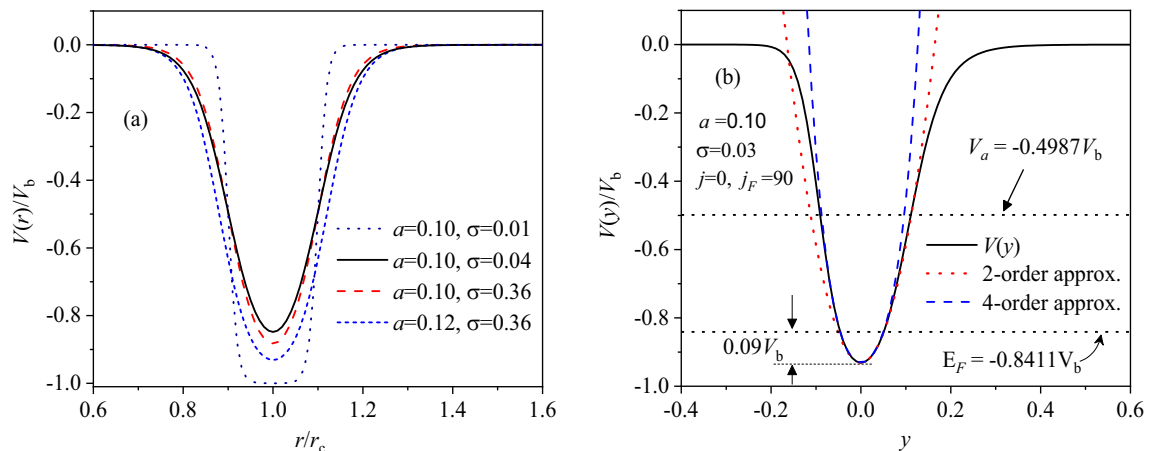 0.0
-0.2
-0.4
-0.6
-0.8
-1.0
V(r)/V_b
(a)
a=0.10, σ=0.01
a=0.10, σ=0.04
a=0.10, σ=0.36
a=0.12, σ=0.36
0.6 0.8 1.0 1.2 1.4 1.6
r/r_c
0.0
-0.2
-0.4
-0.6
-0.8
-1.0
V(y)/V_b
(b)
a =0.10
σ=0.03
j=0, j_F =90
V_a = -0.4987V_b
V(y)
2-order approx.
4-order approx.
0.09V_b
E_F = -0.8411V_b
-0.4 -0.2 0.0 0.2 0.4 0.6
y